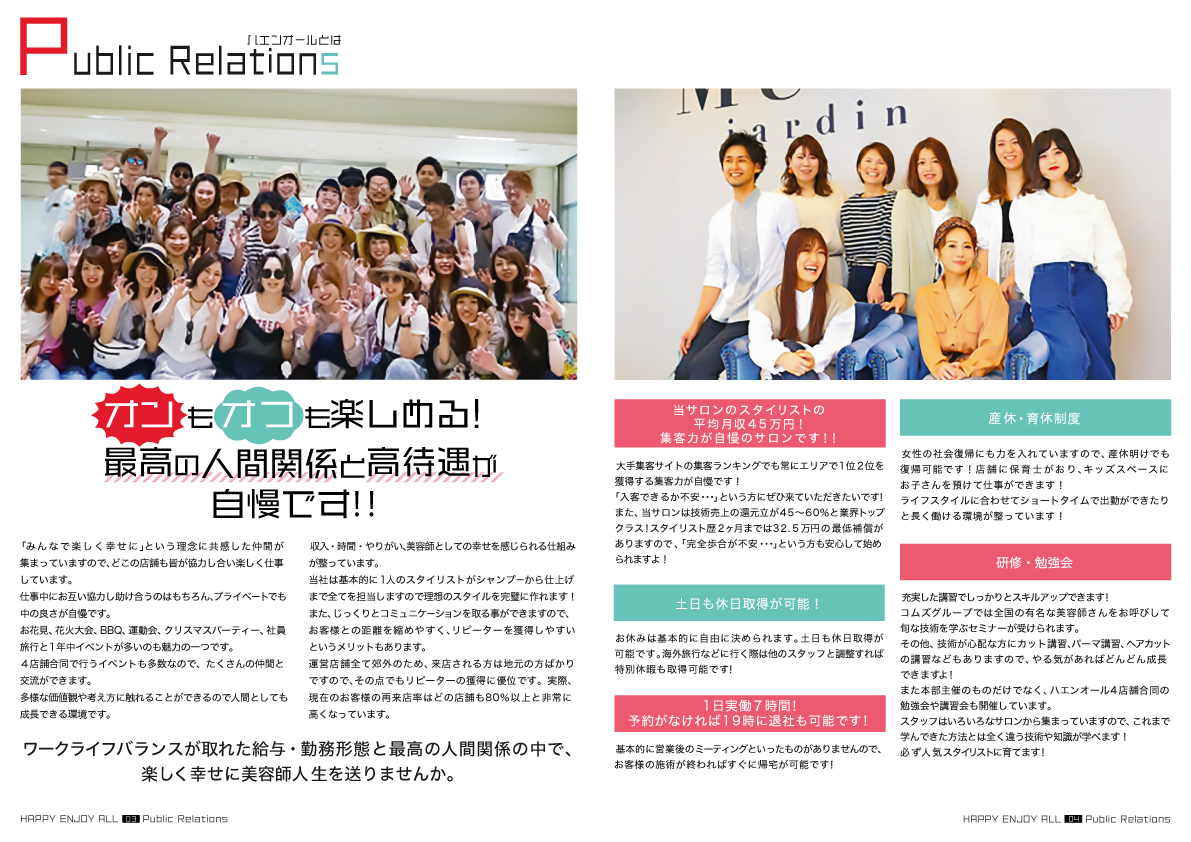 Public Relations
ハエンオールとは
jardin
オンもオフも楽しめる!
最高の人間関係と高待遇が
自慢です!!
「みんなで楽しく幸せに」という理念に共感した仲間が
集まっていますので、どこの店舗も皆が協力し合い楽しく仕事
しています。
仕事中にお互い協力し助け合うのはもちろん、プライベートでも
中の良さが自慢です。
お花見、花火大会、BBQ、運動会、クリスマスパーティー、社員
旅行と1年中イベントが多いのも魅力の一つです。
4店舗合同で行うイベントも多数なので、たくさんの仲間と
交流ができます。
多様な価値観や考え方に触れることができるので人間としても
成長できる環境です。
収入・時間・やりがい、美容師としての幸せを感じられる仕組み
が整っています。
当社は基本的に1人のスタイリストがシャンプーから仕上げ
まで全てを担当しますので理想のスタイルを完璧に作れます!
また、じっくりとコミュニケーションを取る事ができますので、
お客様との距離を縮めやすく、リピーターを獲得しやすい
というメリットもあります。
運営店舗全て郊外のため、来店される方は地元の方ばかり
ですので、その点でもリピーターの獲得に優位です。実際、
現在のお客様の再来店率はどの店舗も80%以上と非常に
高くなっています。
ワークライフバランスが取れた給与・勤務形態と最高の人間関係の中で、
楽しく幸せに美容師人生を送りませんか。
当サロンのスタイリストの
平均月収45万円!
集客力が自慢のサロンです!!
大手集客サイトの集客ランキングでも常にエリアで1位2位を
獲得する集客力が自慢です!
「入客できるか不安・・・」という方にぜひ来ていただきたいです!
また、当サロンは技術売上の還元立が45〜60%と業界トップ
クラス!スタイリスト歴2ヶ月までは32.5万円の最低補償が
ありますので、「完全歩合が不安・・・」という方も安心して始め
られますよ!
土日も休日取得が可能!
お休みは基本的に自由に決められます。土日も休日取得が
可能です。海外旅行などに行く際は他のスタッフと調整すれば
特別休暇も取得可能です!
1日実働7時間!
予約がなければ19時に退社も可能です!
基本的に営業後のミーティングといったものがありませんので、
お客様の施術が終わればすぐに帰宅が可能です!
産休・育休制度
女性の社会復帰にも力を入れていますので、産休明けでも
復帰可能です!店舗に保育士がおり、キッズスペースに
お子さんを預けて仕事ができます!
ライフスタイルに合わせてショートタイムで出勤ができたり
と長く働ける環境が整っています!
研修・勉強会
充実した講習でしっかりとスキルアップできます!
コムズグループでは全国の有名な美容師さんをお呼びして
旬な技術を学ぶセミナーが受けられます。
その他、技術が心配な方にカット講習、パーマ講習、ヘアカット
の講習などもありますので、やる気があればどんどん成長
できますよ!
また本部主催のものだけでなく、ハエンオール4店舗合同の
勉強会や講習会も開催しています。
スタッフはいろいろなサロンから集まっていますので、これまで
学んできた方法とは全く違う技術や知識が学べます!
必ず人気スタイリストに育てます!
HAPPY ENJOY ALL 03 Public Relations
HAPPY ENJOY ALL 04 Public Relations